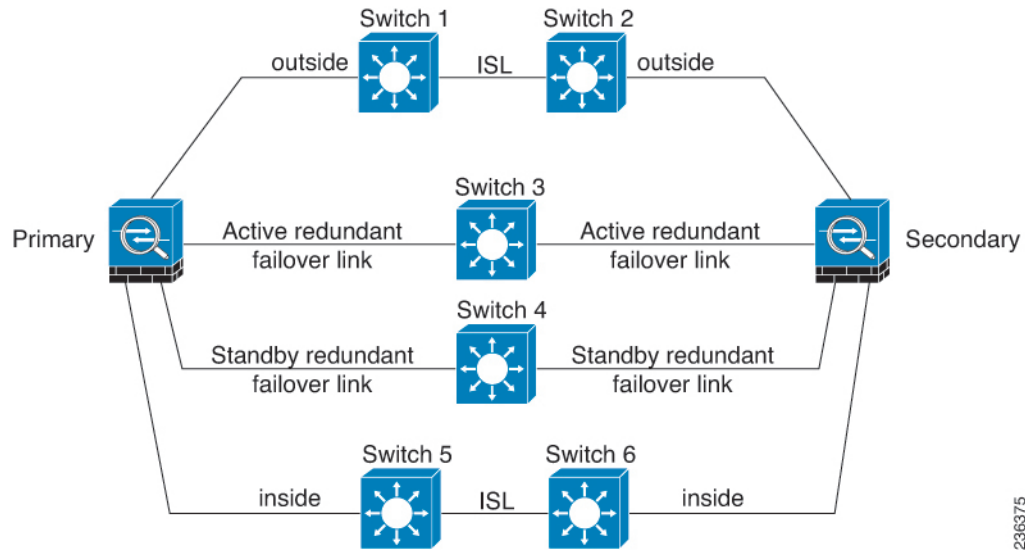 Switch 1
Switch 2
outside
ISL
outside
Switch 3
Primary
Active redundant
failover link
Active redundant
failover link
Secondary
Switch 4
Standby redundant
failover link
Standby redundant
failover link
Switch 5
Switch 6
inside
ISL
inside
236375